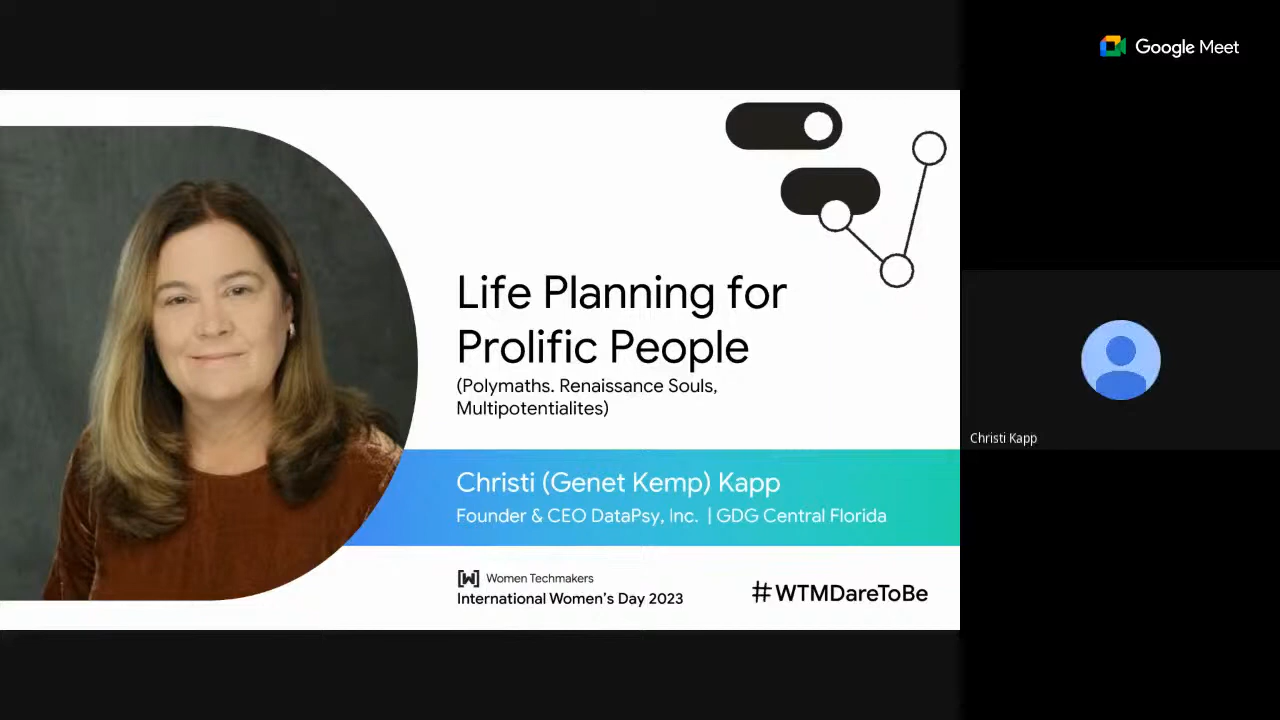 Google Meet
Life Planning for
Prolific People
(Polymaths. Renaissance Souls,
Multipotentialites)
Christi (Genet Kemp) Kapp
Founder & CEO DataPsy, Inc. | GDG Central Florida
[W] Women Techmakers
International Women's Day 2023
#WTMDareToBe
Christi Kapp